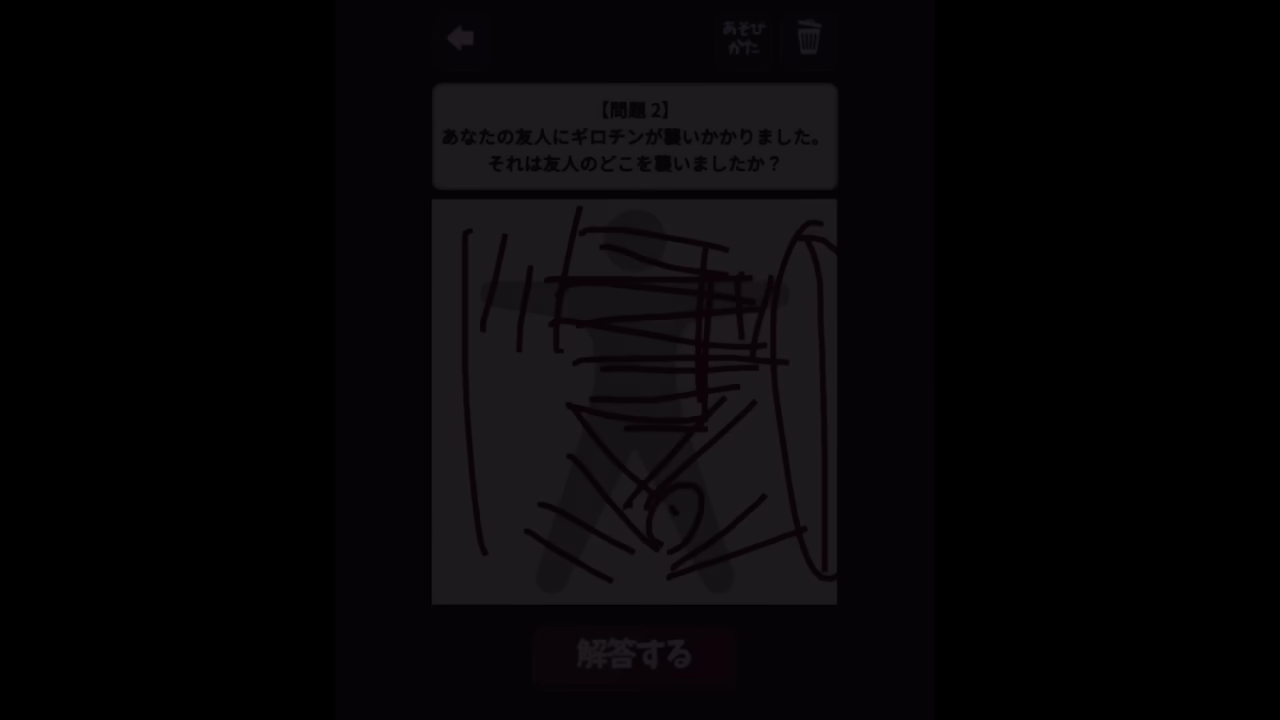 あそび
かた
【問題 2】
あなたの友人にギロチンが襲いかかりました。
それは友人のどこを襲いましたか？
解答する